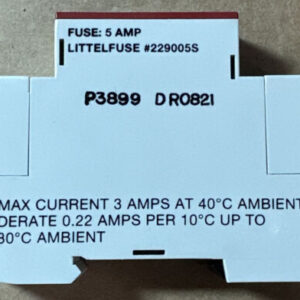 FUSE: 5 AMP
LITTELFUSE #229005S
P3899 DR0821
MAX CURRENT 3 AMPS AT 40°C AMBIENT
DERATE 0.22 AMPS PER 10°C UP TO
80°C AMBIENT